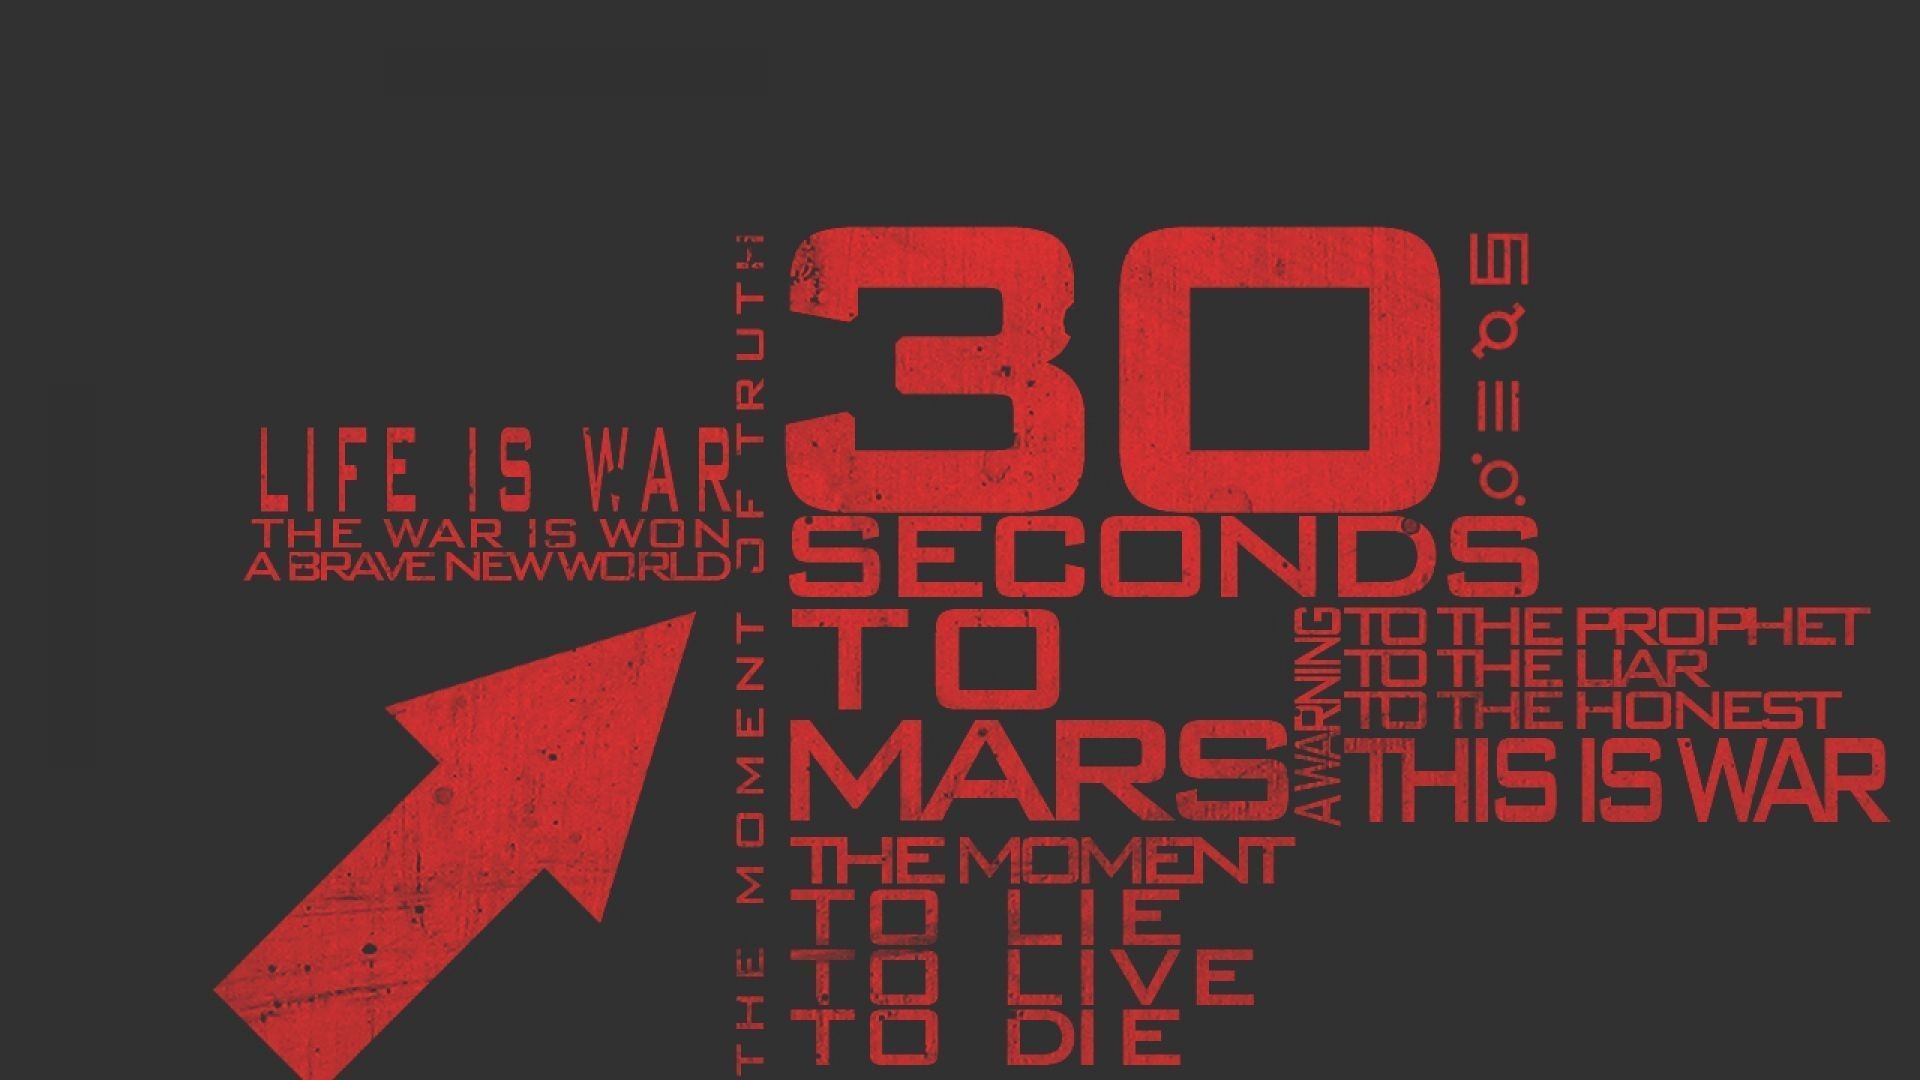 LIFE IS WAR
THE WAR IS WON
A BRAVE NEW WORLD
THE MOMENT OF TRUTH
30
SECONDS
TO
MARS
A WARNING
TO THE PROPHET
TO THE LIAR
TO THE HONEST
THIS IS WAR
THE MOMENT
TO LIE
TO LIVE
TO DIE